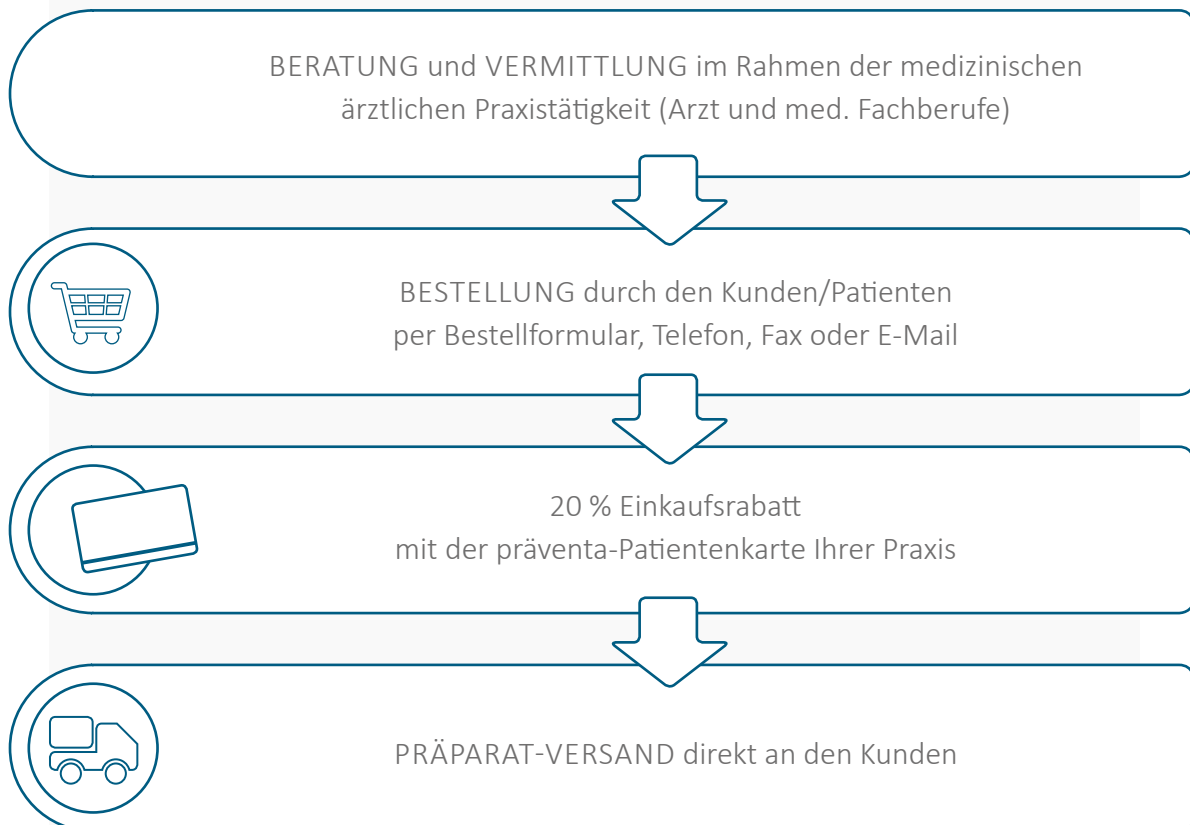 BERATUNG und VERMITTLUNG im Rahmen der medizinischen
ärztlichen Praxistätigkeit (Arzt und med. Fachberufe)
BESTELLUNG durch den Kunden/Patienten
per Bestellformular, Telefon, Fax oder E-Mail
20 % Einkaufsrabatt
mit der präventa-Patientenkarte Ihrer Praxis
PRÄPARAT-VERSAND direkt an den Kunden